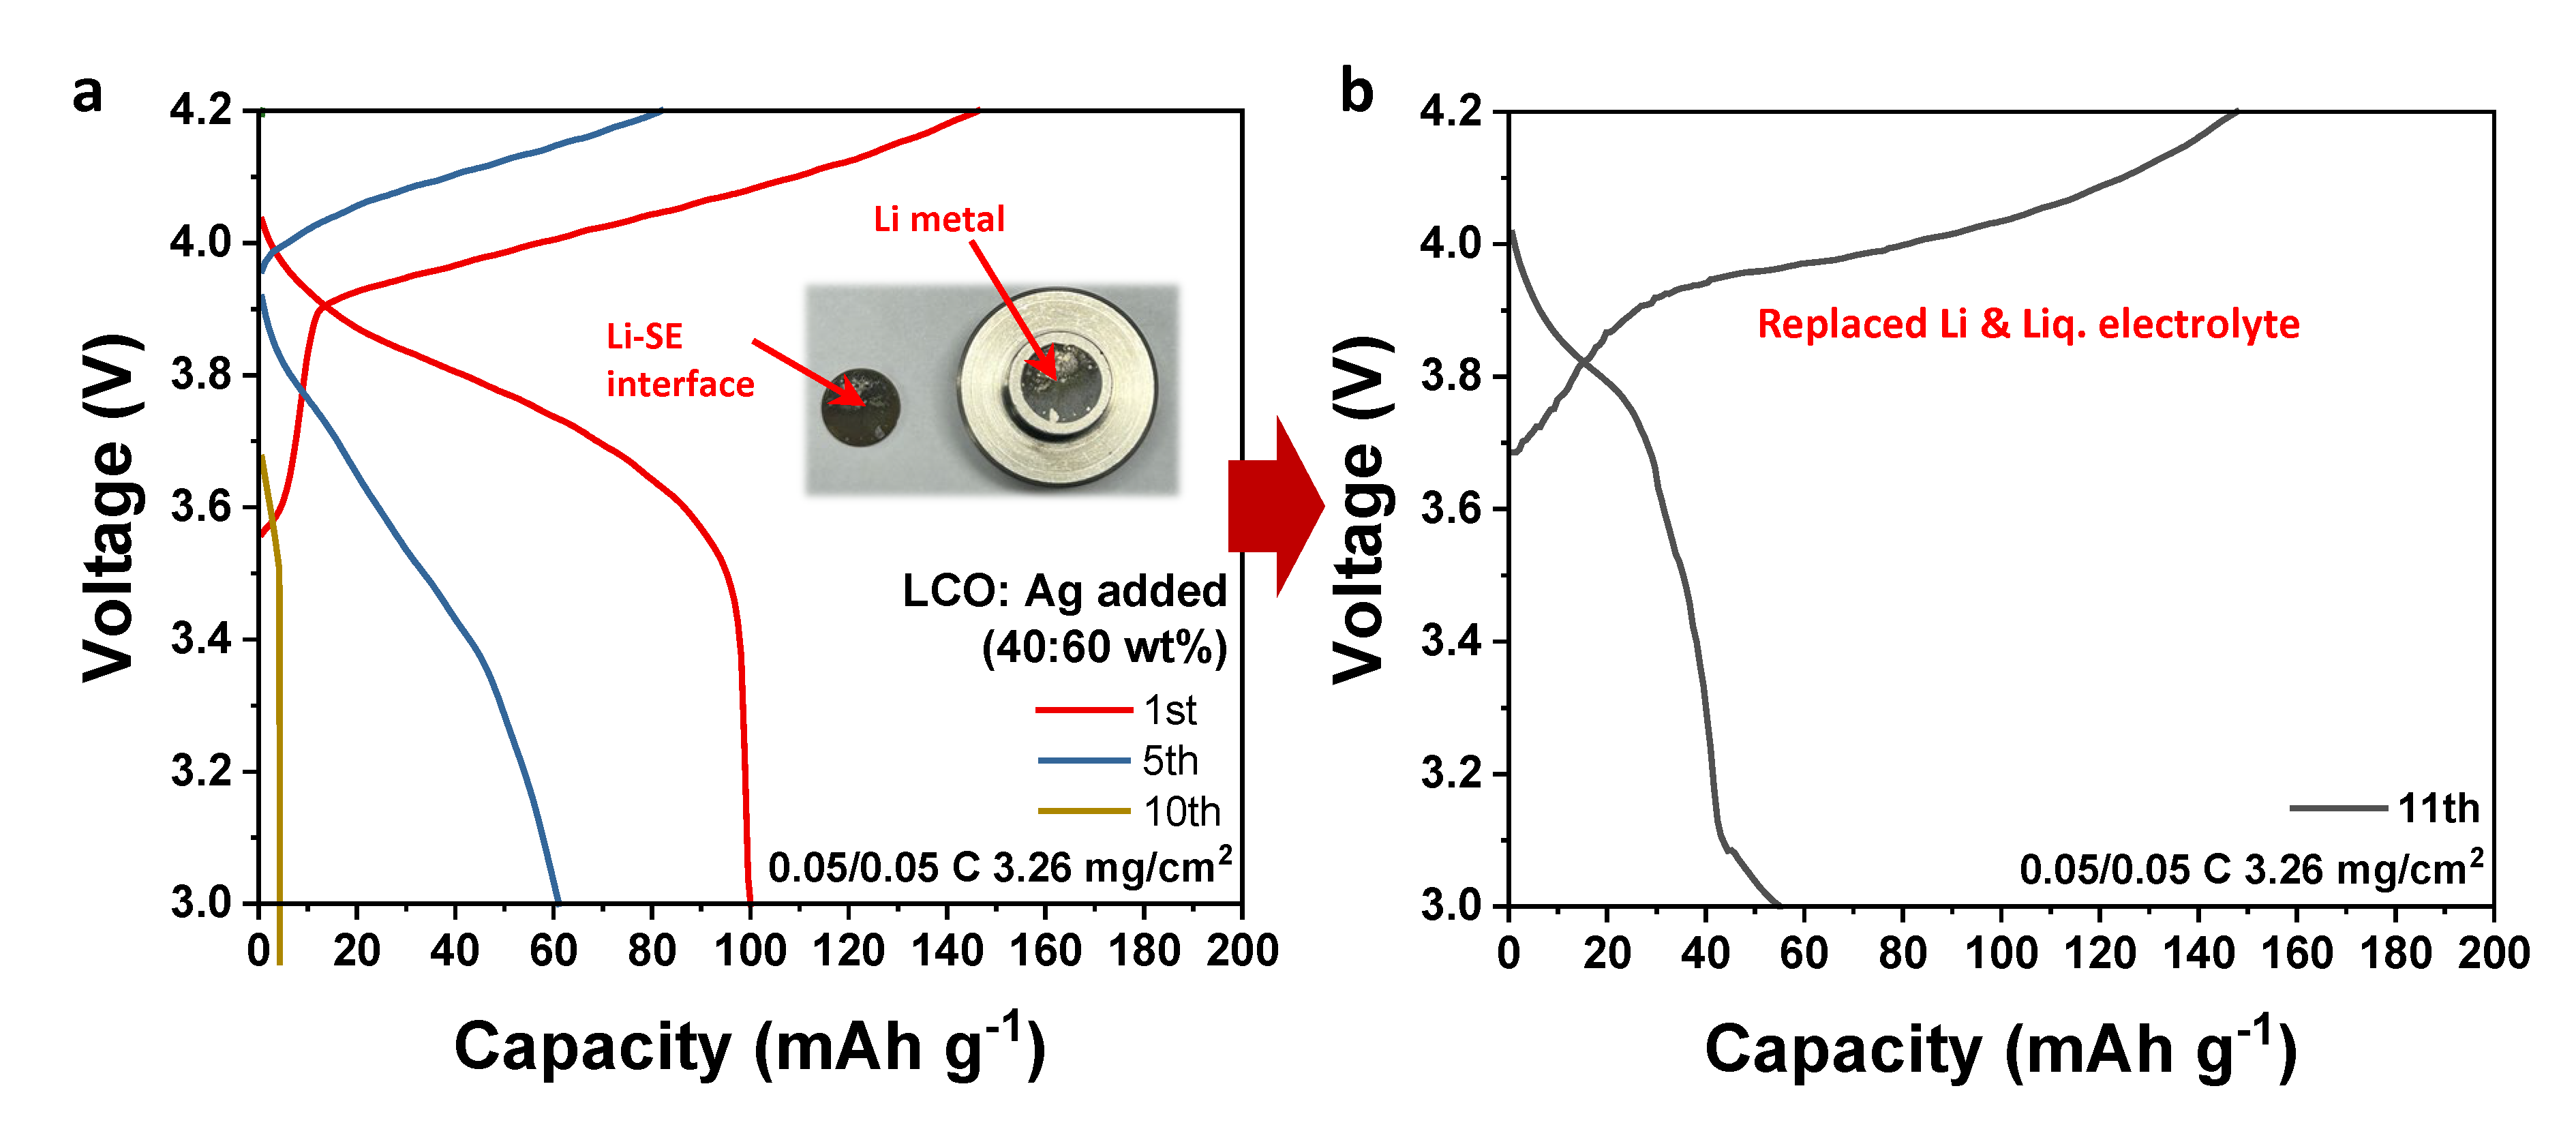 a
4.2
4.0
3.8
3.6
3.4
3.2
3.0
Voltage (V)
0 20 40 60 80 100 120 140 160 180 200
Capacity (mAh g⁻¹)
Li metal
Li-SE
interface
LCO: Ag added
(40:60 wt%)
1st
5th
10th
0.05/0.05 C 3.26 mg/cm²
b
4.2
4.0
3.8
3.6
3.4
3.2
3.0
Voltage (V)
0 20 40 60 80 100 120 140 160 180 200
Capacity (mAh g⁻¹)
Replaced Li & Liq. electrolyte
11th
0.05/0.05 C 3.26 mg/cm²